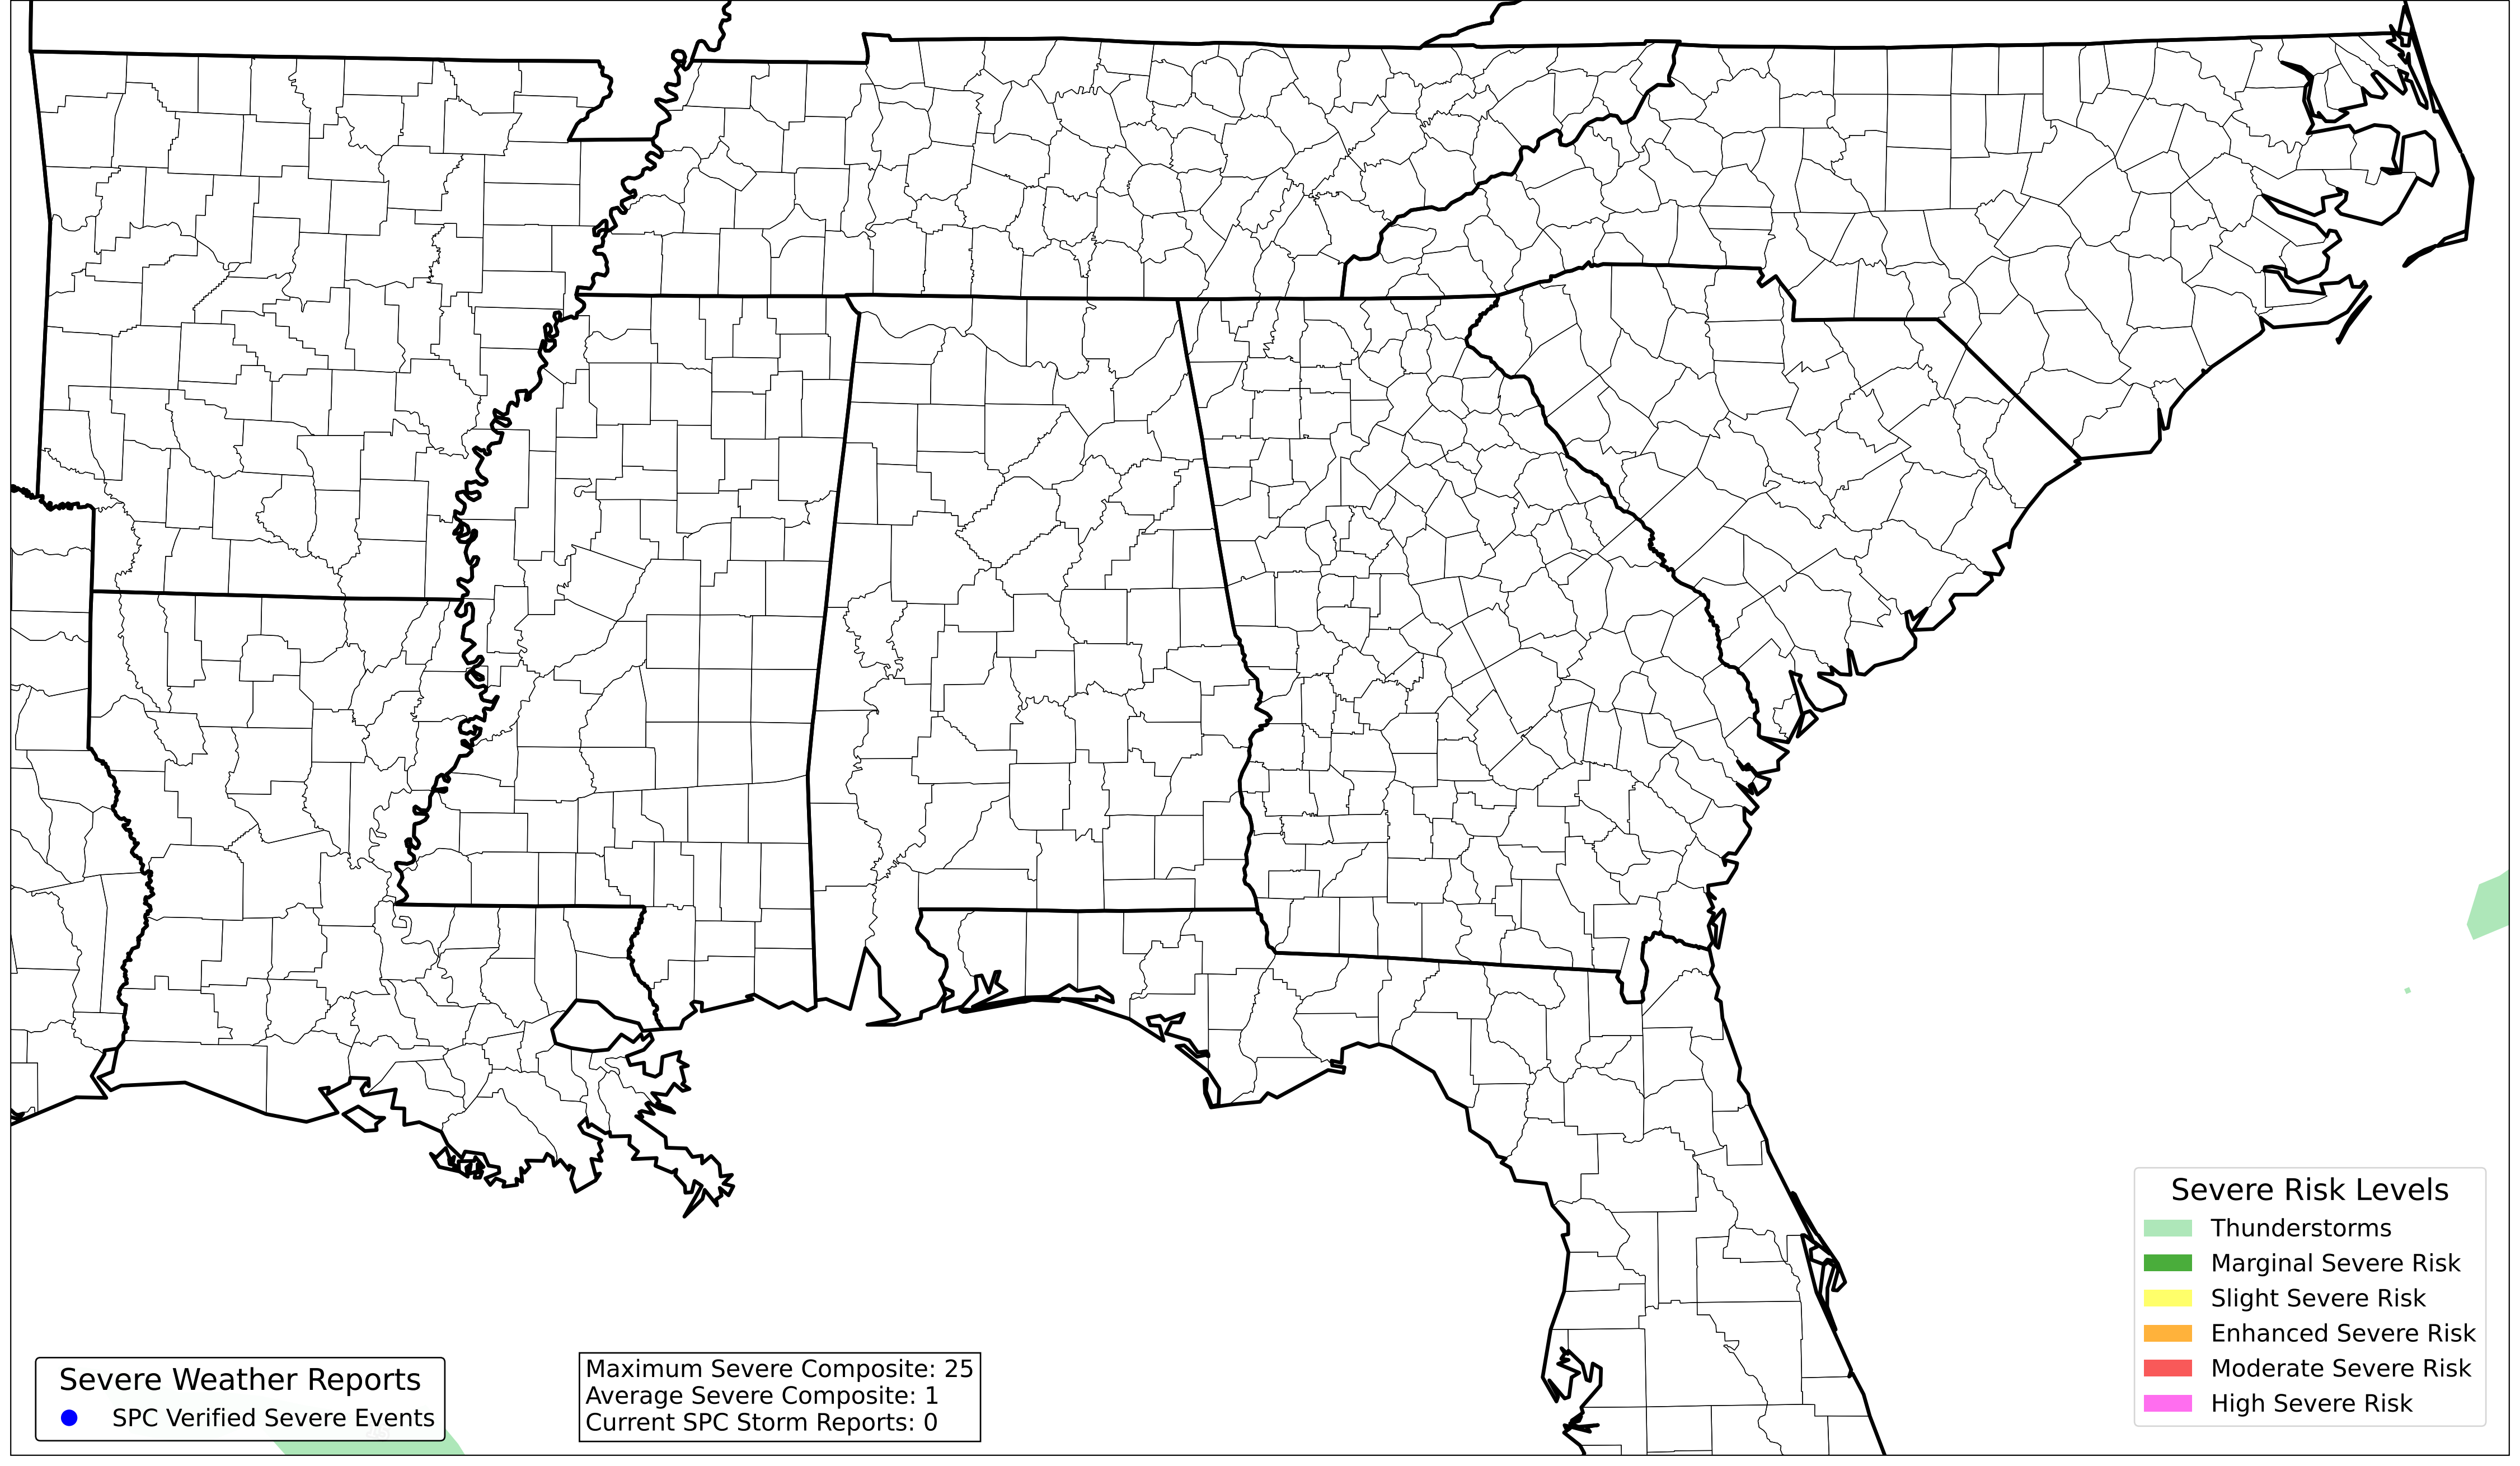 Severe Risk Levels
Thunderstorms
Marginal Severe Risk
Slight Severe Risk
Enhanced Severe Risk
Moderate Severe Risk
High Severe Risk
Severe Weather Reports
SPC Verified Severe Events
Maximum Severe Composite: 25
Average Severe Composite: 1
Current SPC Storm Reports: 0